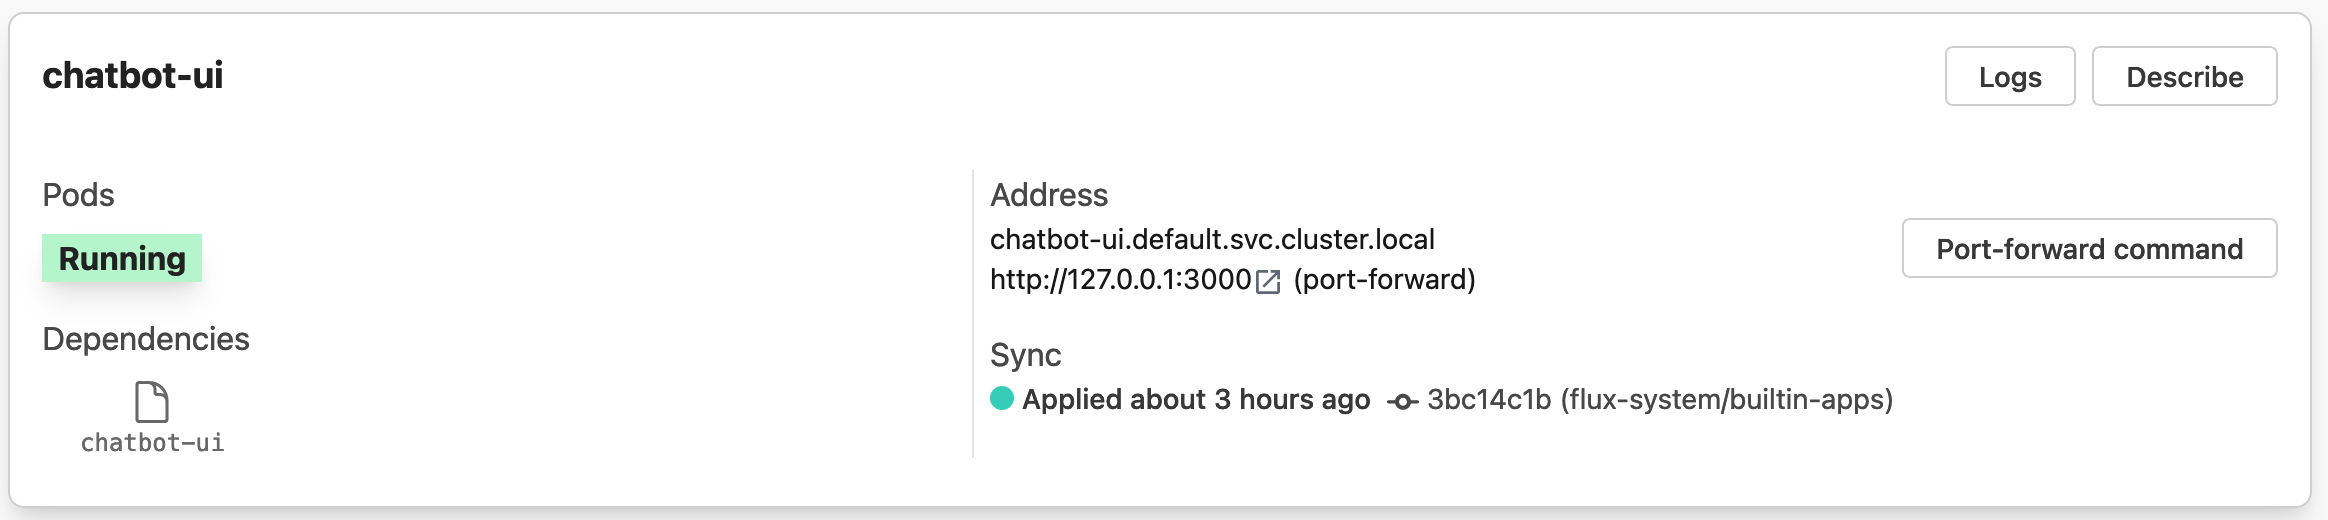 chatbot-ui
Logs
Describe
Pods
Running
Dependencies
chatbot-ui
Address
chatbot-ui.default.svc.cluster.local
http://127.0.0.1:3000 (port-forward)
Port-forward command
Sync
Applied about 3 hours ago 3bc14c1b (flux-system/builtin-apps)